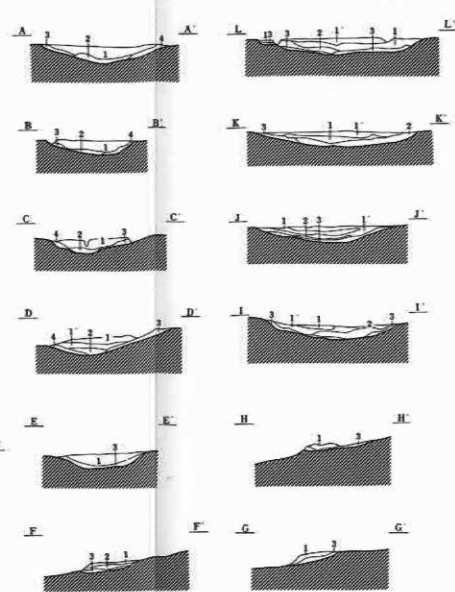 A A´
3 2 1 4
B B´
3 2 1 4
C C´
4 2 1 3
D D´
4 1´ 2 1 3
E E´
1 3
F F´
3 2 1
L L´
13 3 2 1´ 3 1
K K´
3 1 1´ 2
J J´
1 2 3 1´
I I´
3 1´ 1 2 3
H H´
1 3
G G´
1 3